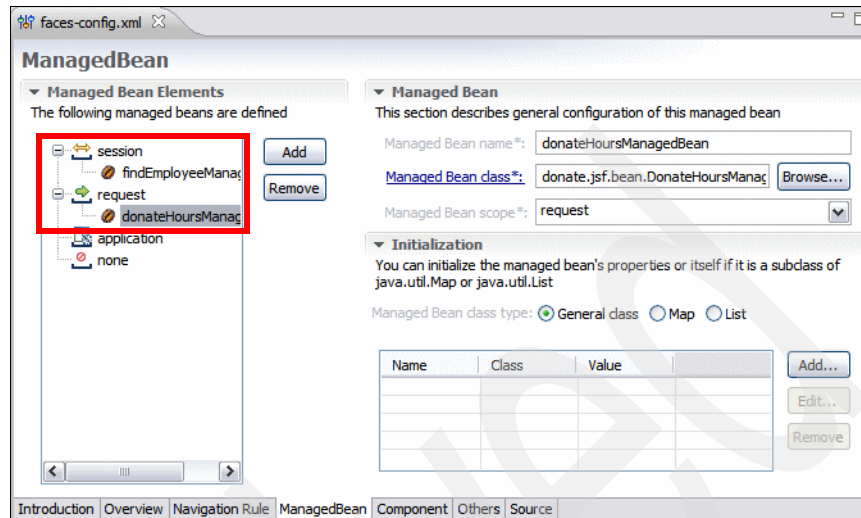 faces-config.xml
ManagedBean
Managed Bean Elements
The following managed beans are defined
session
findEmployeeManag
request
donateHoursManag
application
none
Add
Remove
Managed Bean
This section describes general configuration of this managed bean
Managed Bean name*: donateHoursManagedBean
Managed Bean class*: donate.jsf.bean.DonateHoursManag Browse...
Managed Bean scope*: request
Initialization
You can initialize the managed bean's properties or itself if it is a subclass of
java.util.Map or java.util.List
Managed Bean class type: General class Map List
Name Class Value
Add...
Edit...
Remove
Introduction Overview Navigation Rule ManagedBean Component Others Source